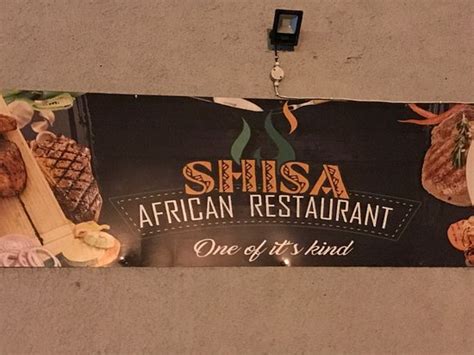 SHISA
AFRICAN RESTAURANT
One of it's kind